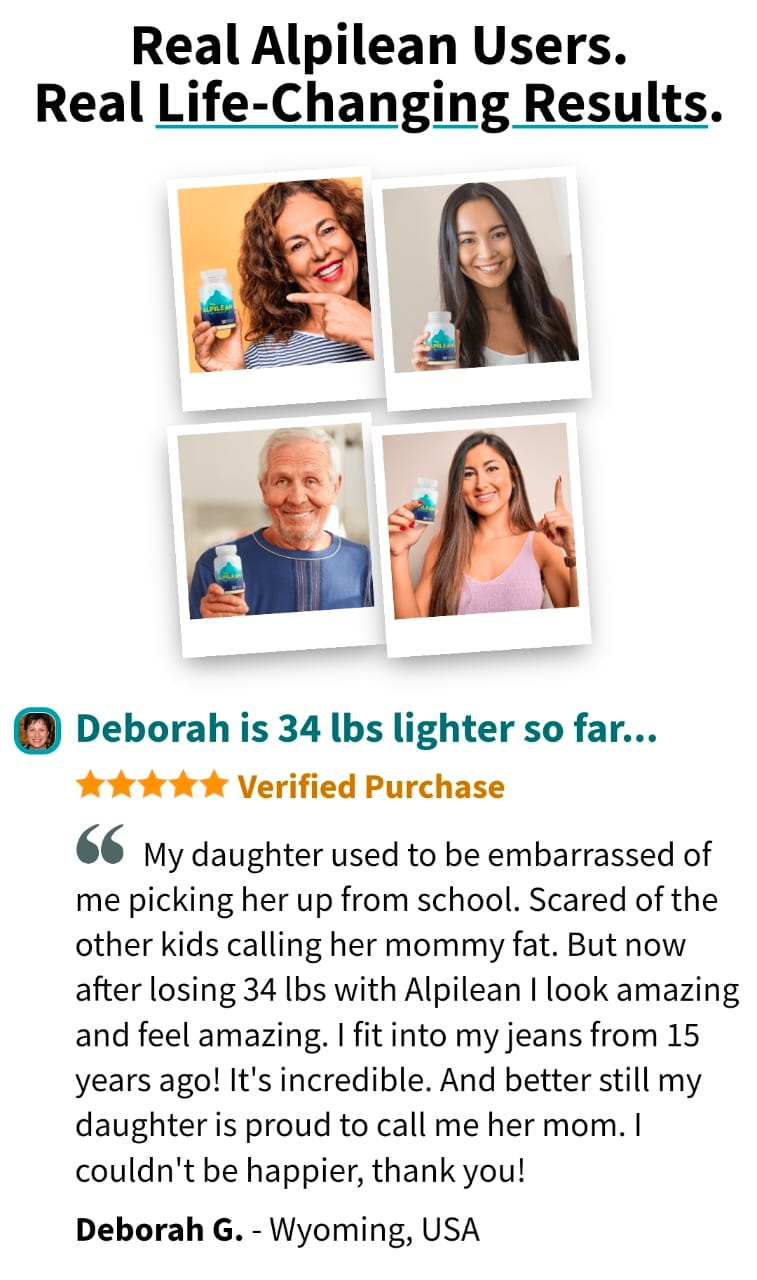 Real Alpilean Users.
Real Life-Changing Results.
ALPILEAN
ALPILEAN
ALPILEAN
Deborah is 34 lbs lighter so far...
Verified Purchase
“ My daughter used to be embarrassed of
me picking her up from school. Scared of the
other kids calling her mommy fat. But now
after losing 34 lbs with Alpilean I look amazing
and feel amazing. I fit into my jeans from 15
years ago! It's incredible. And better still my
daughter is proud to call me her mom. I
couldn't be happier, thank you!
Deborah G. - Wyoming, USA